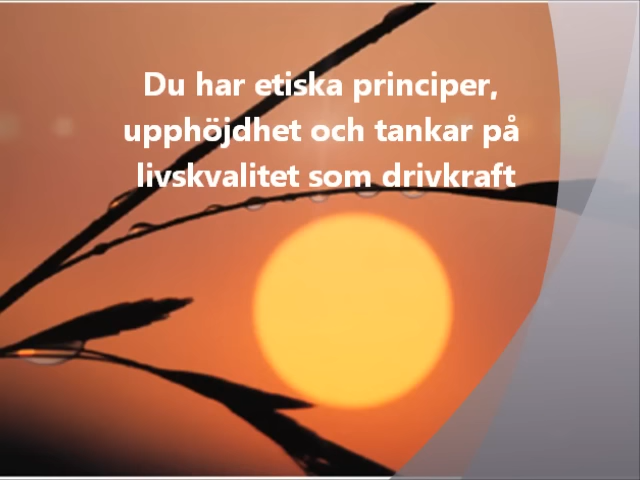 Du har etiska principer,
upphöjdhet och tankar på
livskvalitet som drivkraft